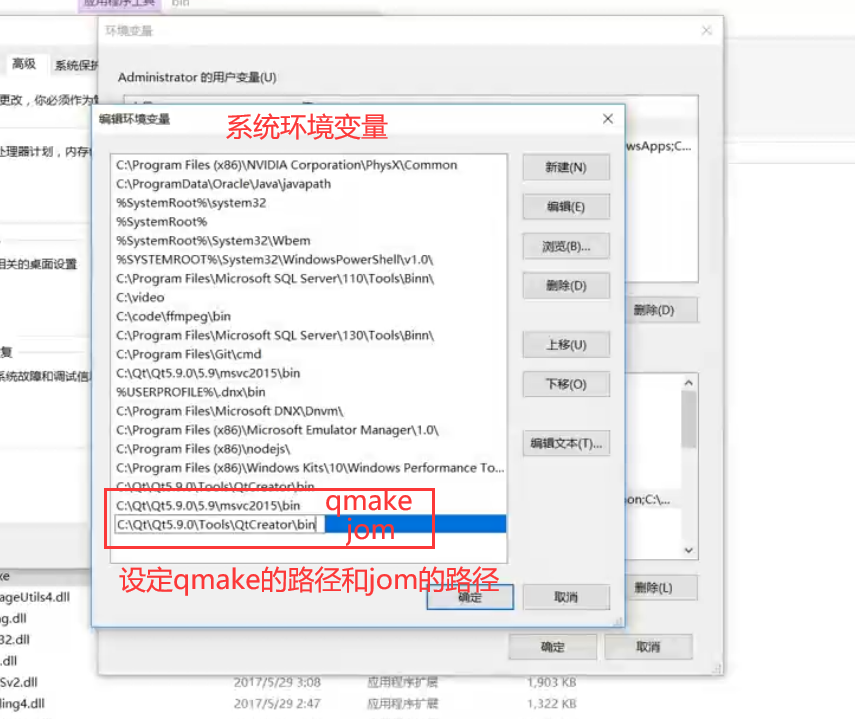 应用程序工具
bin
环境变量
高级
系统保护
Administrator 的用户变量(U)
编辑环境变量
系统环境变量
C:\Program Files (x86)\NVIDIA Corporation\PhysX\Common
新建(N)
C:\ProgramData\Oracle\Java\javapath
%SystemRoot%\system32
编辑(E)
%SystemRoot%
%SystemRoot%\System32\Wbem
浏览(B)...
%SYSTEMROOT%\System32\WindowsPowerShell\v1.0\
C:\Program Files\Microsoft SQL Server\110\Tools\Binn\
删除(D)
C:\video
C:\code\ffmpeg\bin
删除(D)
C:\Program Files\Microsoft SQL Server\130\Tools\Binn\
上移(U)
C:\Program Files\Git\cmd
C:\Qt\Qt5.9.0\5.9\msvc2015\bin
下移(O)
%USERPROFILE%\.dnx\bin
C:\Program Files\Microsoft DNX\Dnvm\
C:\Program Files (x86)\Microsoft Emulator Manager\1.0\
编辑文本(T)...
C:\Program Files (x86)\nodejs\
C:\Program Files (x86)\Windows Kits\10\Windows Performance To...
C:\Qt\Qt5.9.0\Tools\QtCreator\bin
C:\Qt\Qt5.9.0\5.9\msvc2015\bin
qmake
C:\Qt\Qt5.9.0\Tools\QtCreator\bin
jom
设定qmake的路径和jom的路径
确定
取消
删除(L)
确定
取消
更改，你必须作为
处理器计划，内存
wsApps;C...
相关的桌面设置
复
系统故障和调试信
on;C:\...
xe
ageUtils4.dll
g.dll
32.dll
.dll
Sv2.dll
2017/5/29 3:08
应用程序扩展
1,903 KB
ling4.dll
2017/5/29 2:47
应用程序扩展
1,322 KB